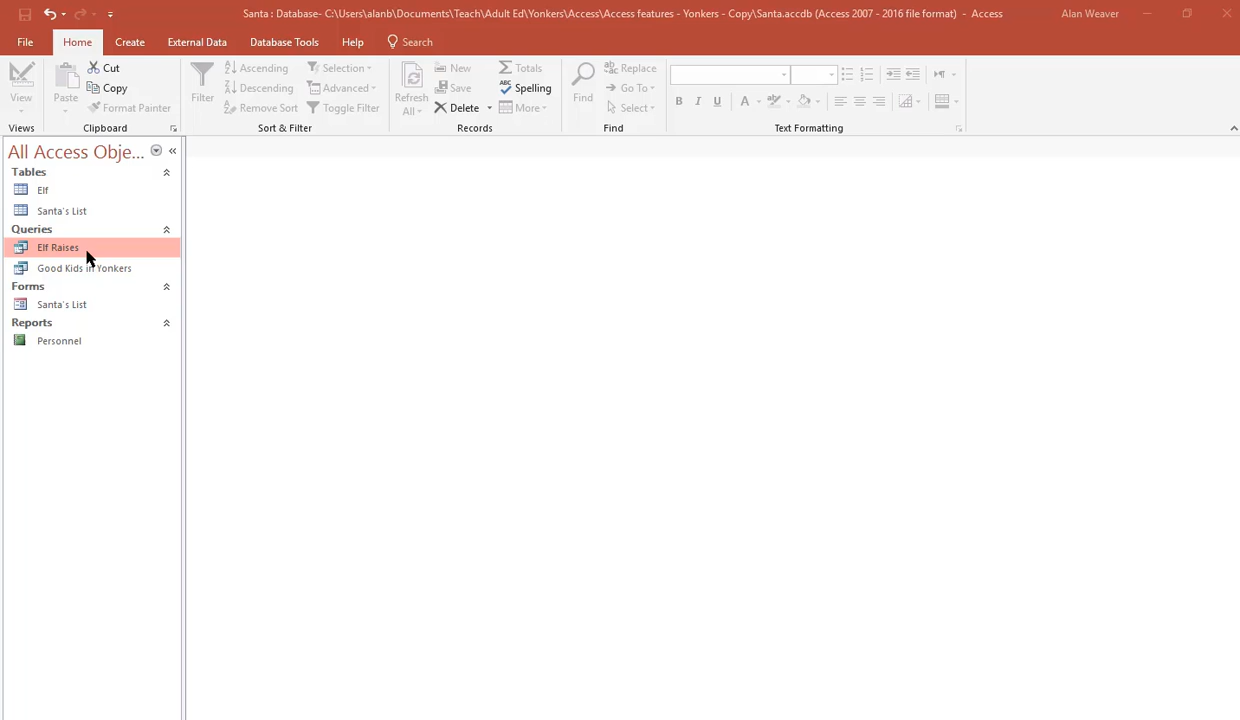 Santa : Database- C:\Users\alanb\Documents\Teach\Adult Ed\Yonkers\Access\Access features - Yonkers - Copy\Santa.accdb (Access 2007 - 2016 file format) - Access
Alan Weaver
File Home Create External Data Database Tools Help Search
View
Views
Paste
Cut
Copy
Format Painter
Clipboard
Filter
Ascending
Descending
Remove Sort
Selection
Advanced
Toggle Filter
Sort & Filter
Refresh
All
New
Save
Delete
Totals
Spelling
More
Records
Find
Replace
Go To
Select
Find
B I U A
Text Formatting
All Access Obje...
Tables
Elf
Santa's List
Queries
Elf Raises
Good Kids in Yonkers
Forms
Santa's List
Reports
Personnel